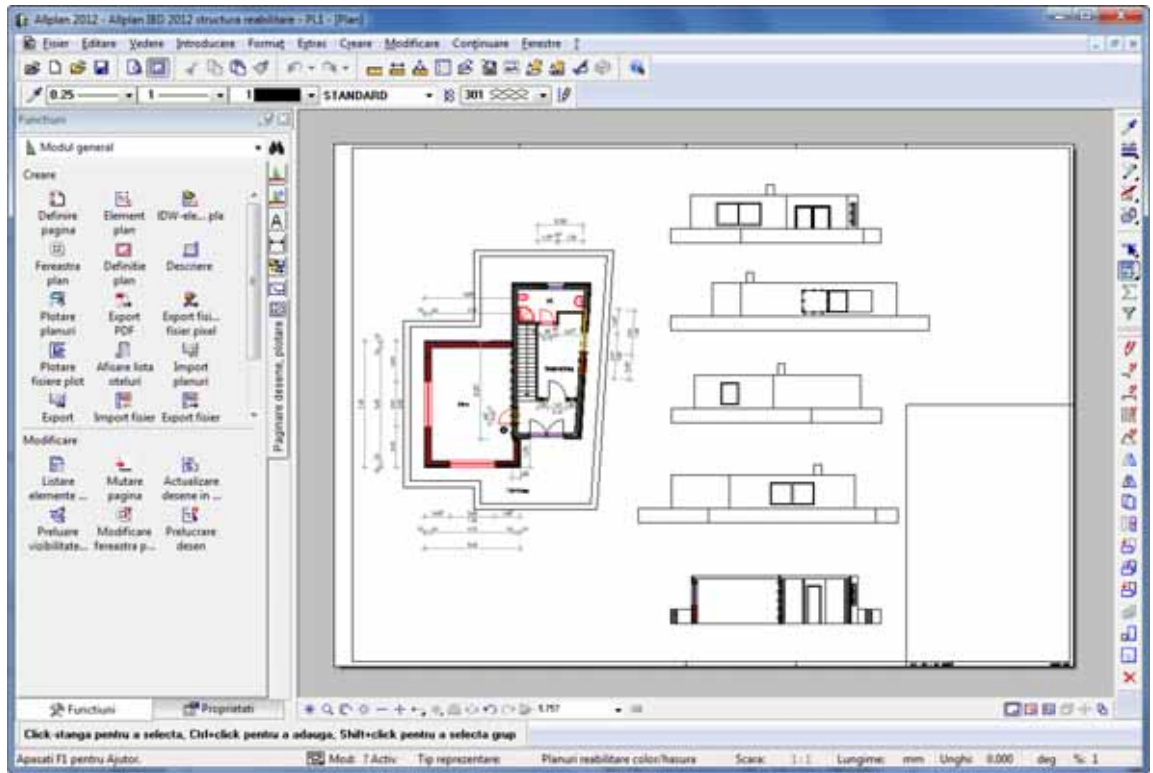 Allplan 2012 - Allplan IBD 2012 structura reabilitare - PL1 - [Plan]
Fisier Editare Vedere Introducere Format Extras Creare Modificare Continuare Ferestre ?
0.25 1 1 STANDARD 301
Functiuni
Modul general
Creare
Definire pagina
Element plan
IDW-ele... pla
Fereastra plan
Definitie plan
Descriere
Plotare planuri
Export PDF
Export fisi... fisier pixel
Plotare fisiere plot
Afisare lista
Import planuri
Export
Import fisier
Export fisier
Modificare
Listare elemente ...
Mutare pagina
Actualizare desene in ...
Preluare vizibilitate...
Modificare fereastra p...
Prelucrare desen
Paginare desene, plotare
Functiuni
Proprietati
1.757
Click-stanga pentru a selecta, Ctrl+click pentru a adauga, Shift+click pentru a selecta grup
Apasati F1 pentru Ajutor.
Mod: ? Activ
Tip reprezentare:
Planuri reabilitare color/hasura
Scara: 1:1
Lungime: mm
Unghi: 0.000 deg
%: 1